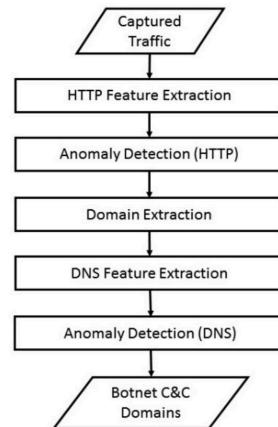 Captured
Traffic
HTTP Feature Extraction
Anomaly Detection (HTTP)
Domain Extraction
DNS Feature Extraction
Anomaly Detection (DNS)
Botnet C&C
Domains